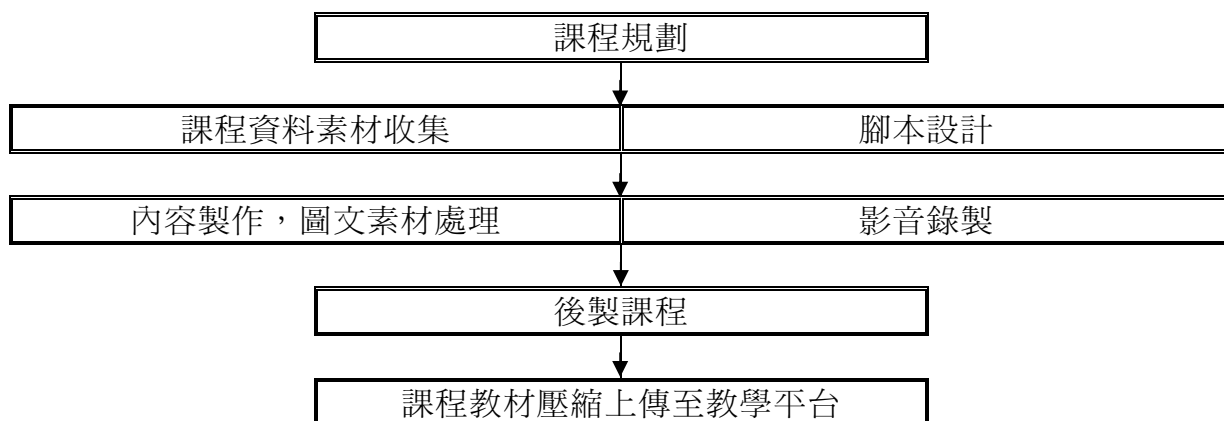 課程規劃
課程資料素材收集
腳本設計
內容製作，圖文素材處理
影音錄製
後製課程
課程教材壓縮上傳至教學平台